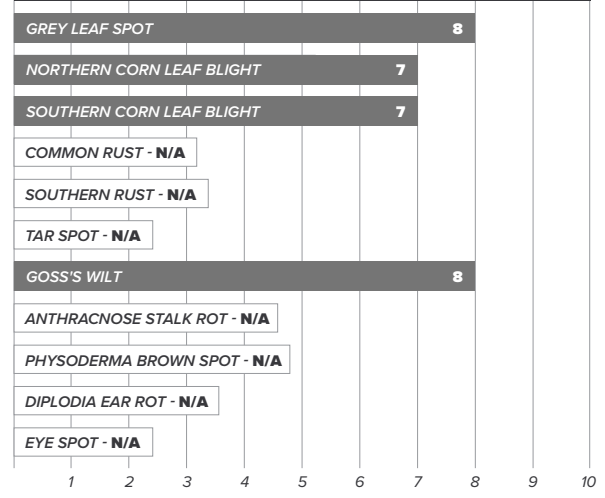 GREY LEAF SPOT 8
NORTHERN CORN LEAF BLIGHT 7
SOUTHERN CORN LEAF BLIGHT 7
COMMON RUST - N/A
SOUTHERN RUST - N/A
TAR SPOT - N/A
GOSS'S WILT 8
ANTHRACNOSE STALK ROT - N/A
PHYSODERMA BROWN SPOT - N/A
DIPLODIA EAR ROT - N/A
EYE SPOT - N/A
1 2 3 4 5 6 7 8 9 10